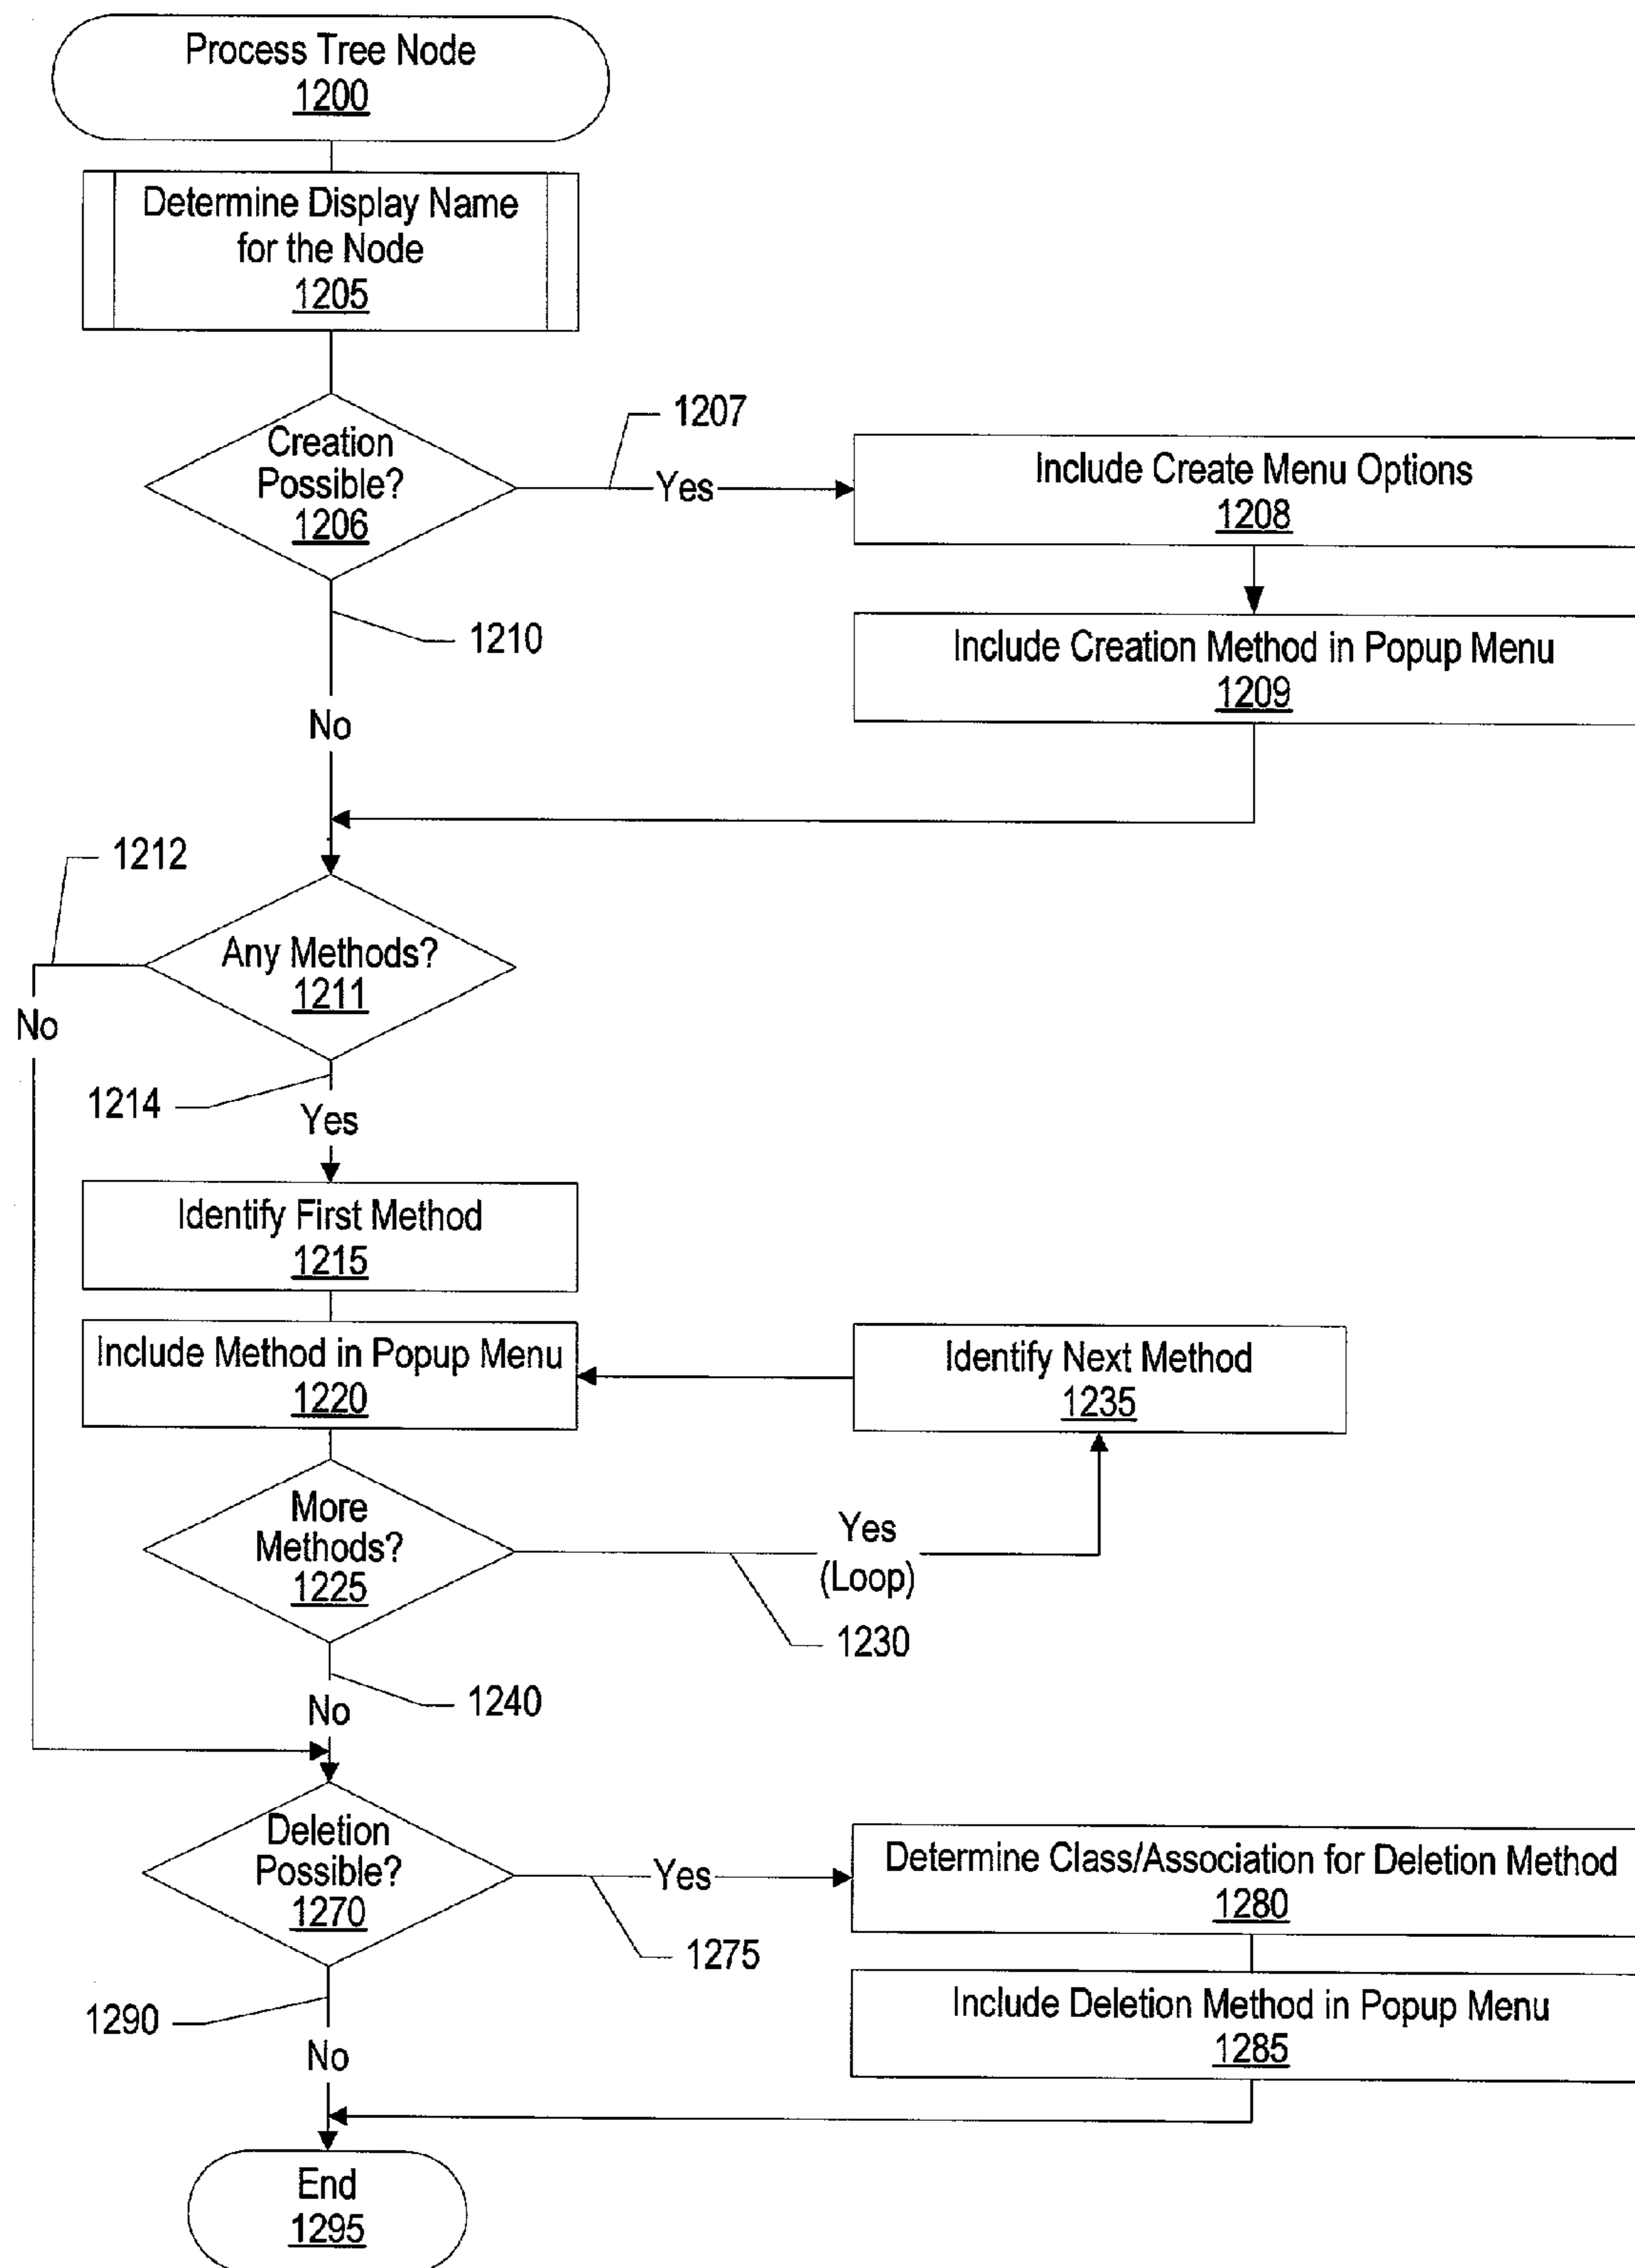 Process Tree Node
1200
Determine Display Name
for the Node
1205
Creation
Possible?
1206
1207
Yes
Include Create Menu Options
1208
Include Creation Method in Popup Menu
1209
1210
No
1212
Any Methods?
1211
No
1214
Yes
Identify First Method
1215
Include Method in Popup Menu
1220
Identify Next Method
1235
More
Methods?
1225
Yes
(Loop)
1230
1240
No
Deletion
Possible?
1270
Yes
1275
Determine Class/Association for Deletion Method
1280
Include Deletion Method in Popup Menu
1285
1290
No
End
1295